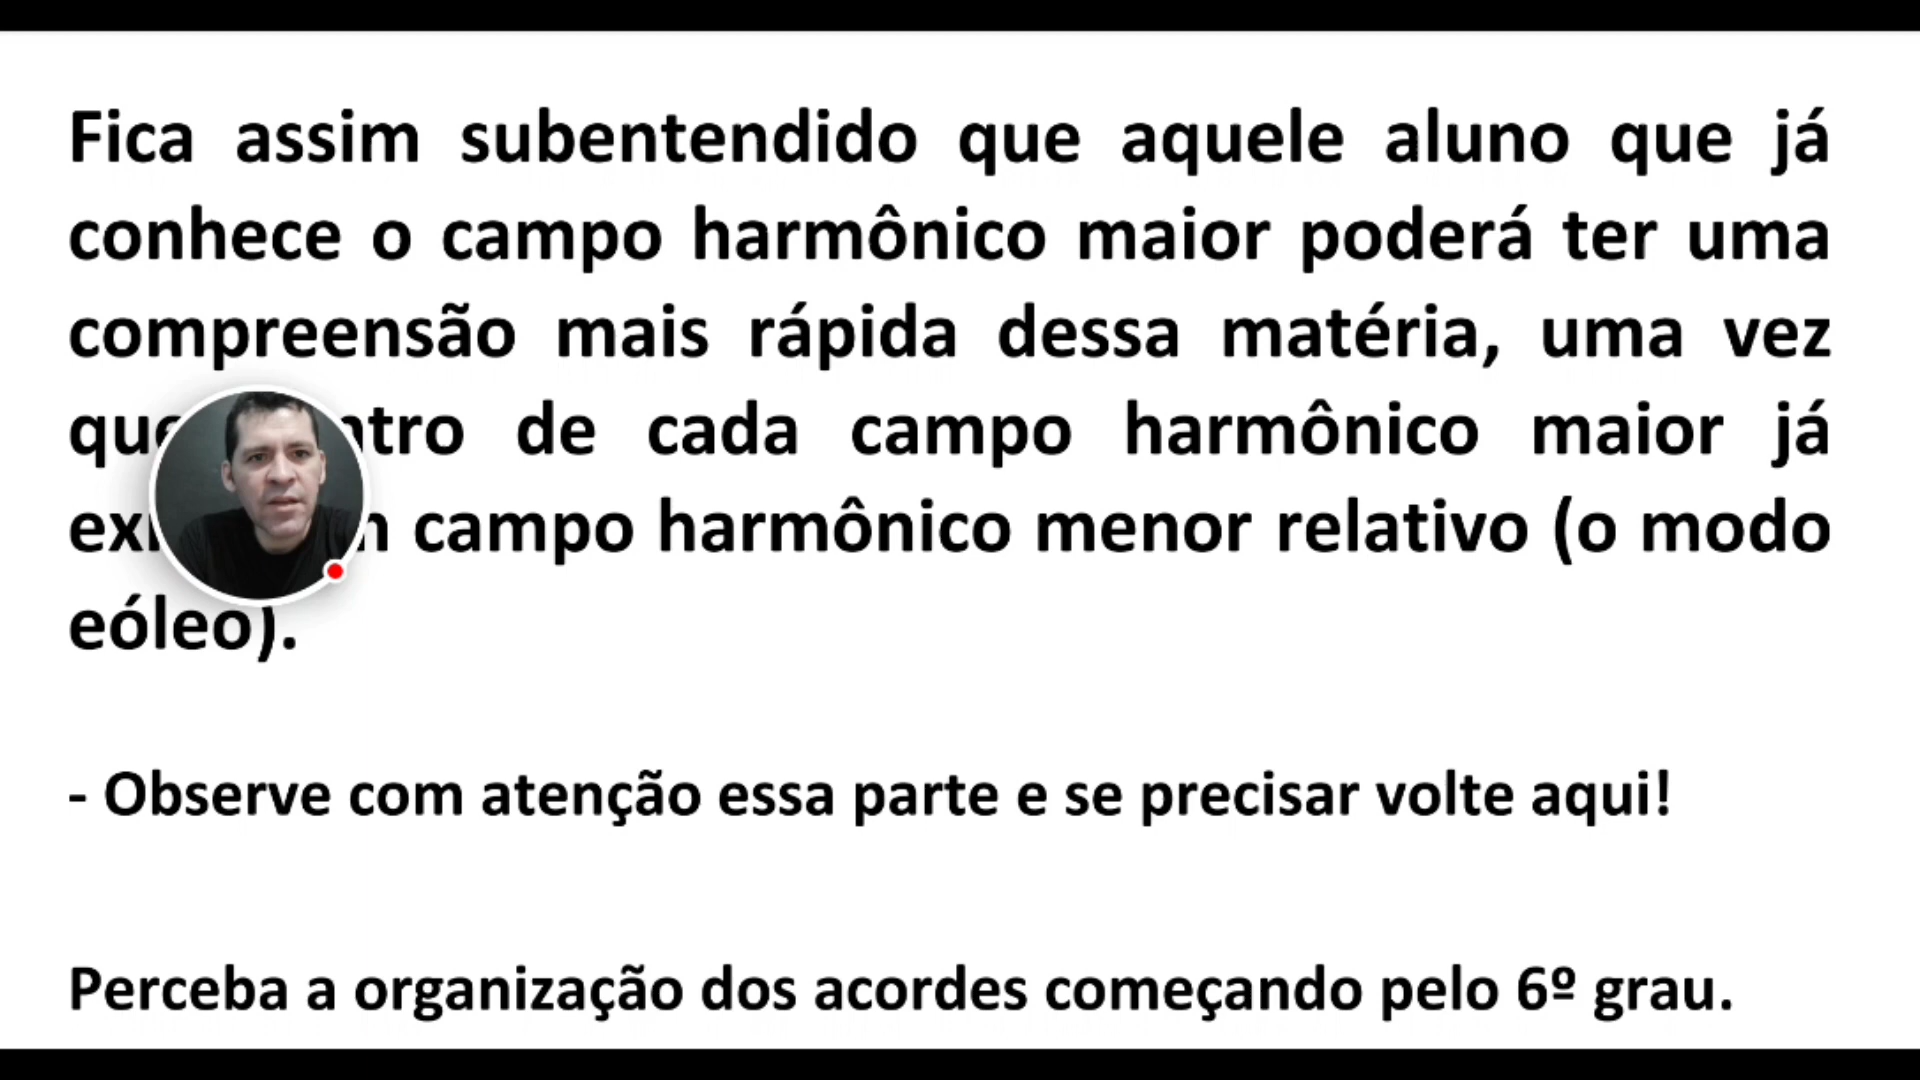 Fica assim subentendido que aquele aluno que já
conhece o campo harmônico maior poderá ter uma
compreensão mais rápida dessa matéria, uma vez
de cada campo harmônico maior já
campo harmônico menor relativo (o modo
eóleo).
- Observe com atenção essa parte e se precisar volte aqui!
Perceba a organização dos acordes começando pelo 6º grau.